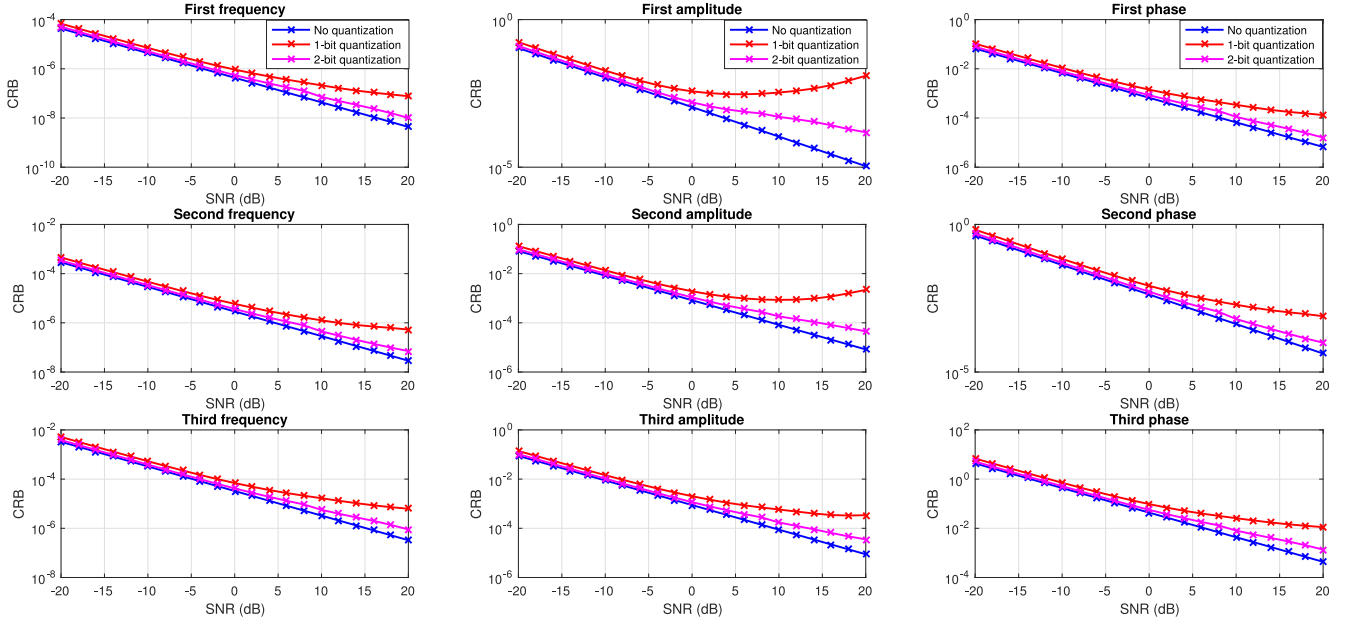 First frequency
10^-4
10^-6
10^-8
10^-10
CRB
-20 -15 -10 -5 0 5 10 15 20
SNR (dB)
No quantization
1-bit quantization
2-bit quantization
First amplitude
10^0
10^-5
CRB
-20 -15 -10 -5 0 5 10 15 20
SNR (dB)
No quantization
1-bit quantization
2-bit quantization
First phase
10^0
10^-2
10^-4
10^-6
CRB
-20 -15 -10 -5 0 5 10 15 20
SNR (dB)
No quantization
1-bit quantization
2-bit quantization
Second frequency
10^-2
10^-4
10^-6
10^-8
CRB
-20 -15 -10 -5 0 5 10 15 20
SNR (dB)
Second amplitude
10^0
10^-2
10^-4
10^-6
CRB
-20 -15 -10 -5 0 5 10 15 20
SNR (dB)
Second phase
10^0
10^-5
CRB
-20 -15 -10 -5 0 5 10 15 20
SNR (dB)
Third frequency
10^-2
10^-4
10^-6
10^-8
CRB
-20 -15 -10 -5 0 5 10 15 20
SNR (dB)
Third amplitude
10^0
10^-2
10^-4
10^-6
CRB
-20 -15 -10 -5 0 5 10 15 20
SNR (dB)
Third phase
10^2
10^0
10^-2
10^-4
CRB
-20 -15 -10 -5 0 5 10 15 20
SNR (dB)